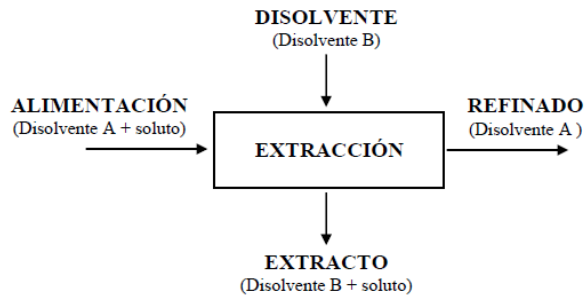 DISOLVENTE
(Disolvente B)
ALIMENTACIÓN
(Disolvente A + soluto)
EXTRACCIÓN
REFINADO
(Disolvente A )
EXTRACTO
(Disolvente B + soluto)